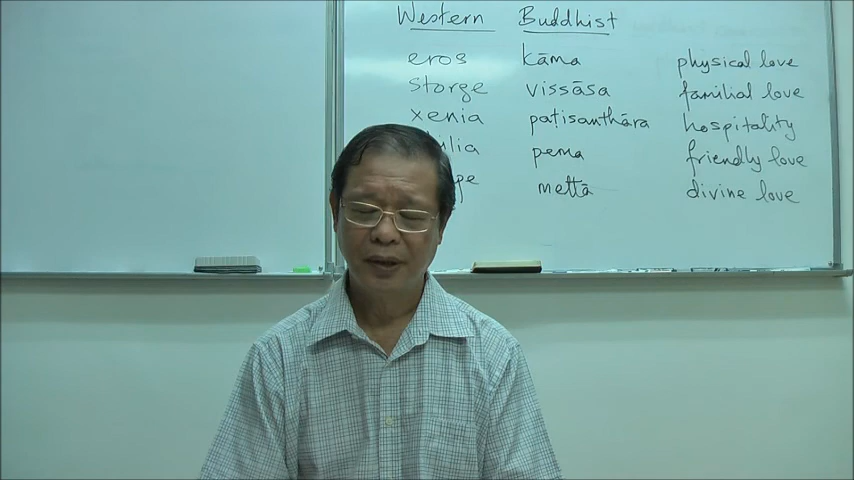 Western Buddhist
eros kāma physical love
storge vissāsa familial love
xenia paṭisanthāra hospitality
pema friendly love
mettā divine love